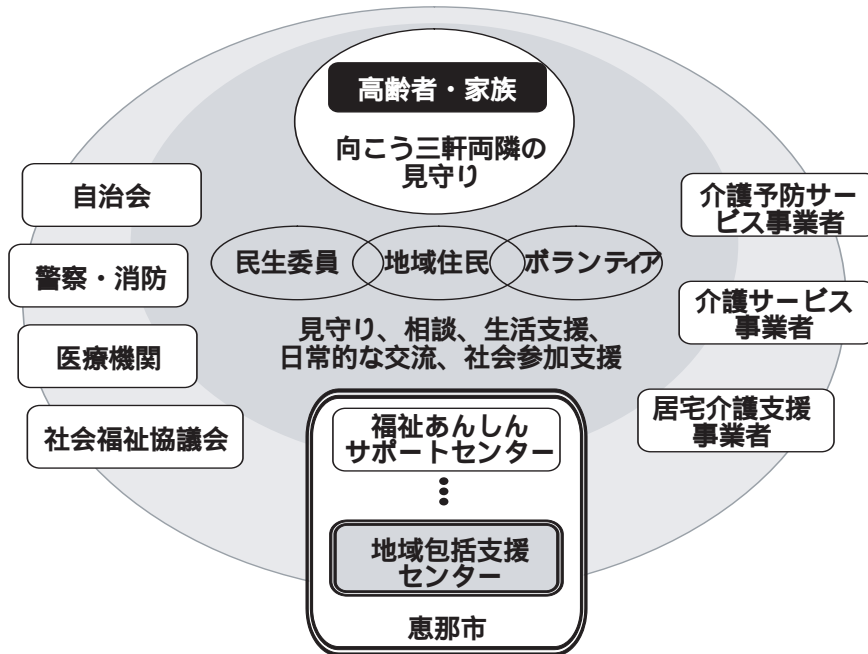 高齢者・家族
向こう三軒両隣の
見守り
自治会
警察・消防
医療機関
社会福祉協議会
民生委員
地域住民
ボランティア
見守り、相談、生活支援、
日常的な交流、社会参加支援
介護予防サー
ビス事業者
介護サービス
事業者
居宅介護支援
事業者
福祉あんしん
サポートセンター
地域包括支援
センター
恵那市